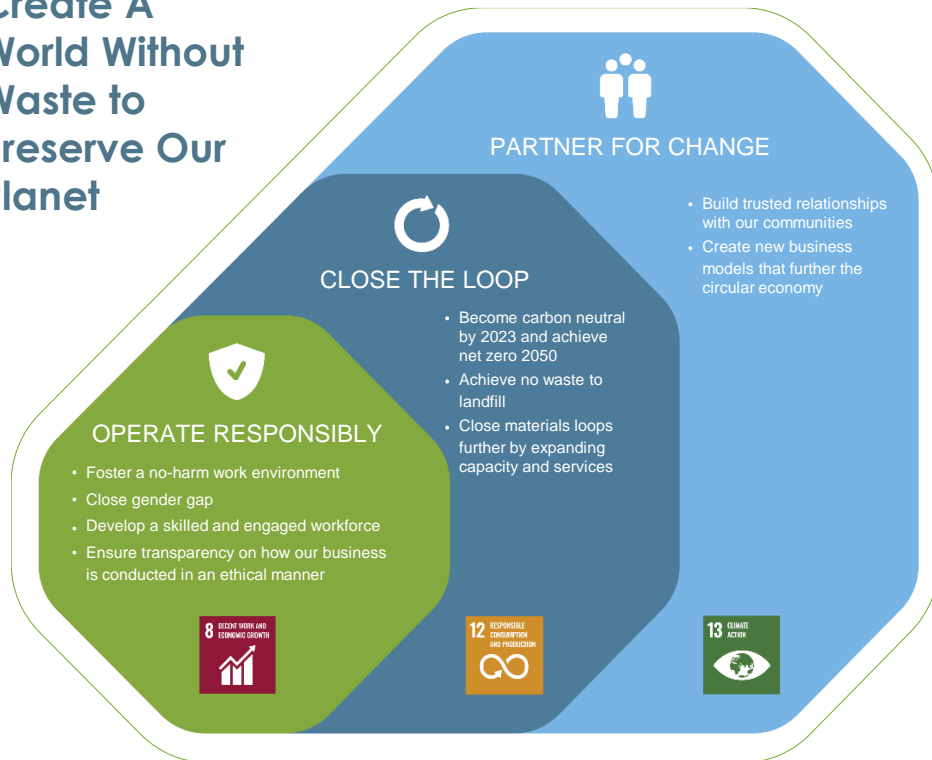 Create A
World Without
Waste to
Preserve Our
Planet
PARTNER FOR CHANGE
• Build trusted relationships
with our communities
• Create new business
models that further the
circular economy
CLOSE THE LOOP
• Become carbon neutral
by 2023 and achieve
net zero 2050
• Achieve no waste to
landfill
• Close materials loops
further by expanding
capacity and services
OPERATE RESPONSIBLY
• Foster a no-harm work environment
• Close gender gap
• Develop a skilled and engaged workforce
• Ensure transparency on how our business
is conducted in an ethical manner
8 DECENT WORK AND
ECONOMIC GROWTH
12 RESPONSIBLE
CONSUMPTION
AND PRODUCTION
13 CLIMATE
ACTION